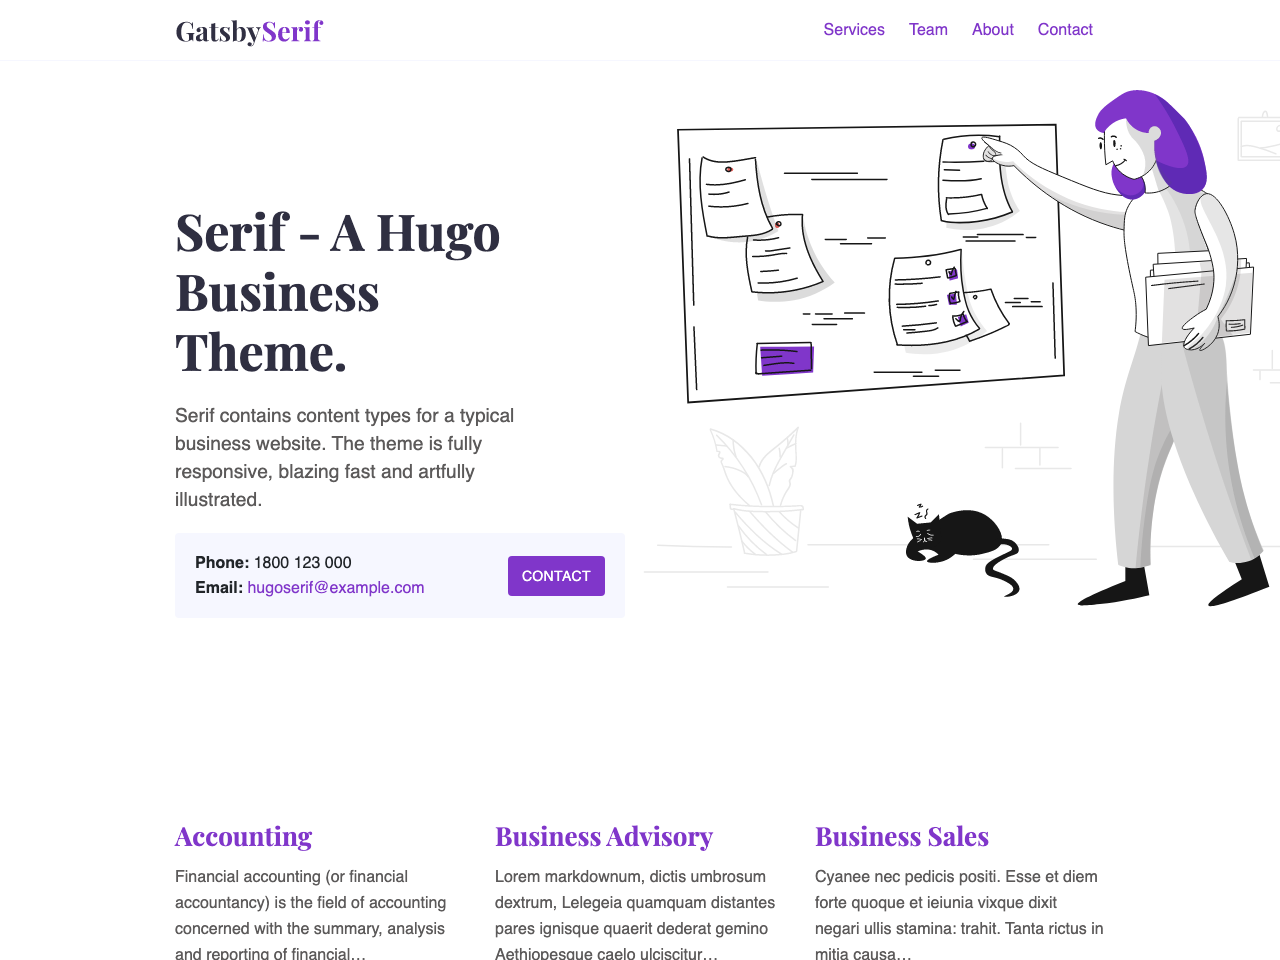 GatsbySerif
Services Team About Contact
Serif - A Hugo
Business
Theme.
Serif contains content types for a typical
business website. The theme is fully
responsive, blazing fast and artfully
illustrated.
Phone: 1800 123 000
Email: hugoserif@example.com
CONTACT
Accounting
Financial accounting (or financial
accountancy) is the field of accounting
concerned with the summary, analysis
and reporting of financial…
Business Advisory
Lorem markdownum, dictis umbrosum
dextrum, Lelegeia quamquam distantes
pares ignisque quaerit dederat gemino
Aethiopesque caelo ulciscitur…
Business Sales
Cyanee nec pedicis positi. Esse et diem
forte quoque et ieiunia vixque dixit
negari ullis stamina: trahit. Tanta rictus in
mitia causa…